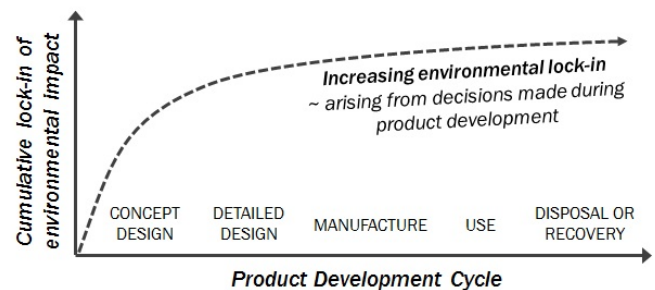 Cumulative lock-in of
environmental impact
Increasing environmental lock-in
~ arising from decisions made during
product development
CONCEPT
DESIGN
DETAILED
DESIGN
MANUFACTURE
USE
DISPOSAL OR
RECOVERY
Product Development Cycle